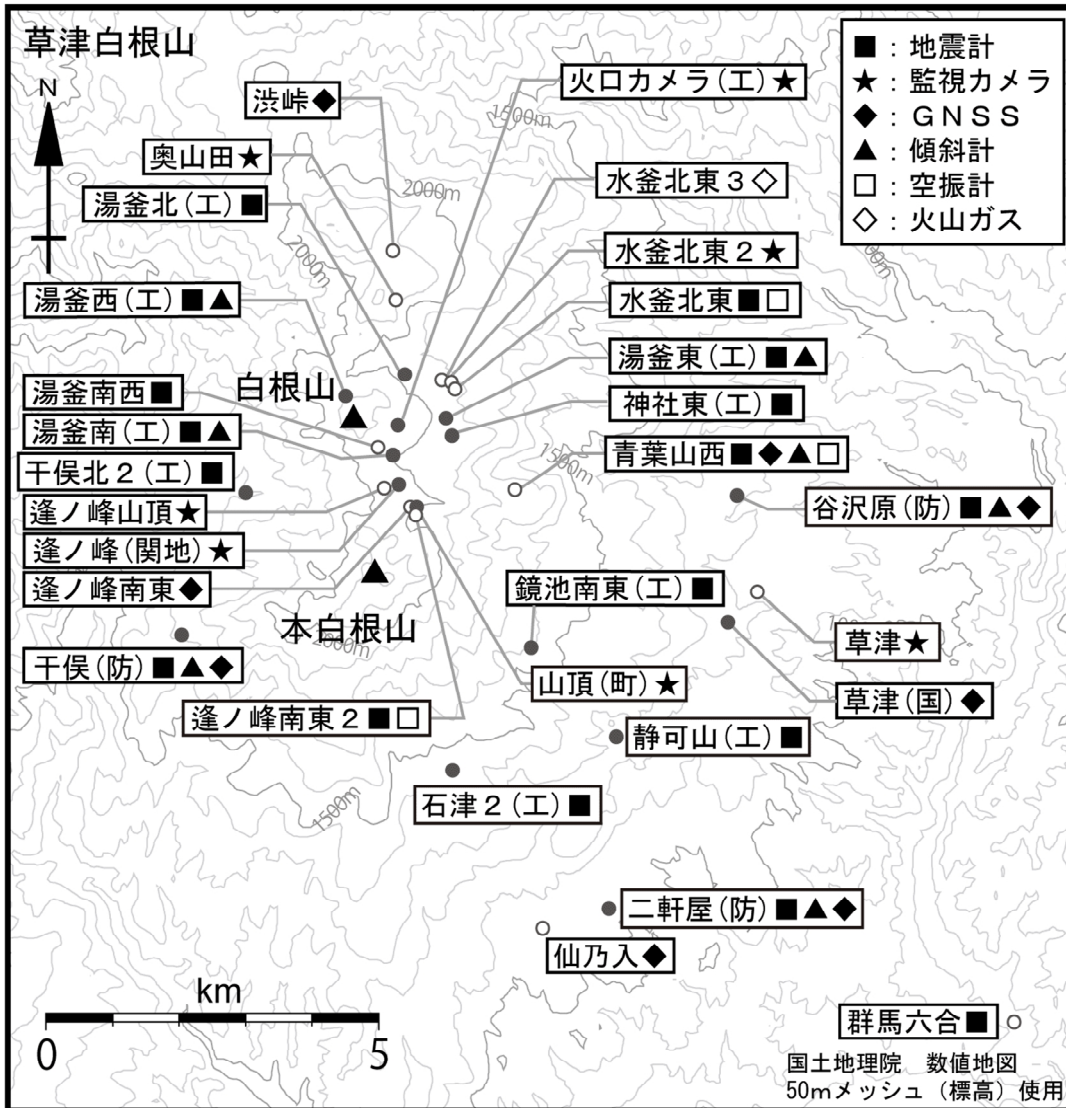 草津白根山
N
■：地震計
★：監視カメラ
◆：ＧＮＳＳ
▲：傾斜計
□：空振計
◇：火山ガス
渋峠◆
火口カメラ(工)★
奥山田★
水釜北東３◇
湯釜北(工)■
水釜北東２★
湯釜西(工)■▲
水釜北東■□
湯釜東(工)■▲
白根山
湯釜南西■
神社東(工)■
湯釜南(工)■▲
青葉山西■◆▲□
干俣北２(工)■
谷沢原(防)■▲◆
逢ノ峰山頂★
逢ノ峰(関地)★
逢ノ峰南東◆
鏡池南東(工)■
本白根山
草津★
干俣(防)■▲◆
山頂(町)★
草津(国)◆
逢ノ峰南東２■□
静可山(工)■
石津２(工)■
二軒屋(防)■▲◆
仙乃入◆
群馬六合■
1500m
2000m
2000m
1500m
2000m
1500m
km
0
5
国土地理院　数値地図
50mメッシュ（標高）使用